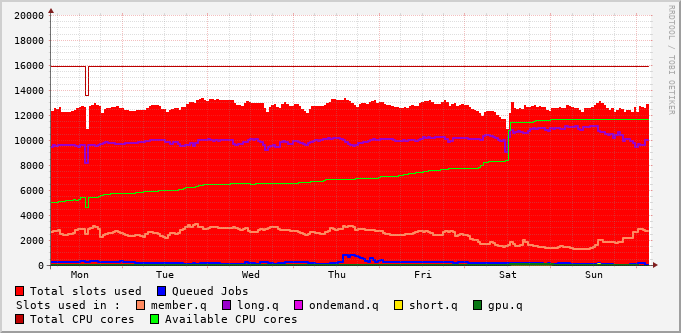 RRDTOOL / TOBI OETIKER
20000
18000
16000
14000
12000
10000
8000
6000
4000
2000
0
Mon Tue Wed Thu Fri Sat Sun
Total slots used Queued Jobs
Slots used in : member.q long.q ondemand.q short.q gpu.q
Total CPU cores Available CPU cores